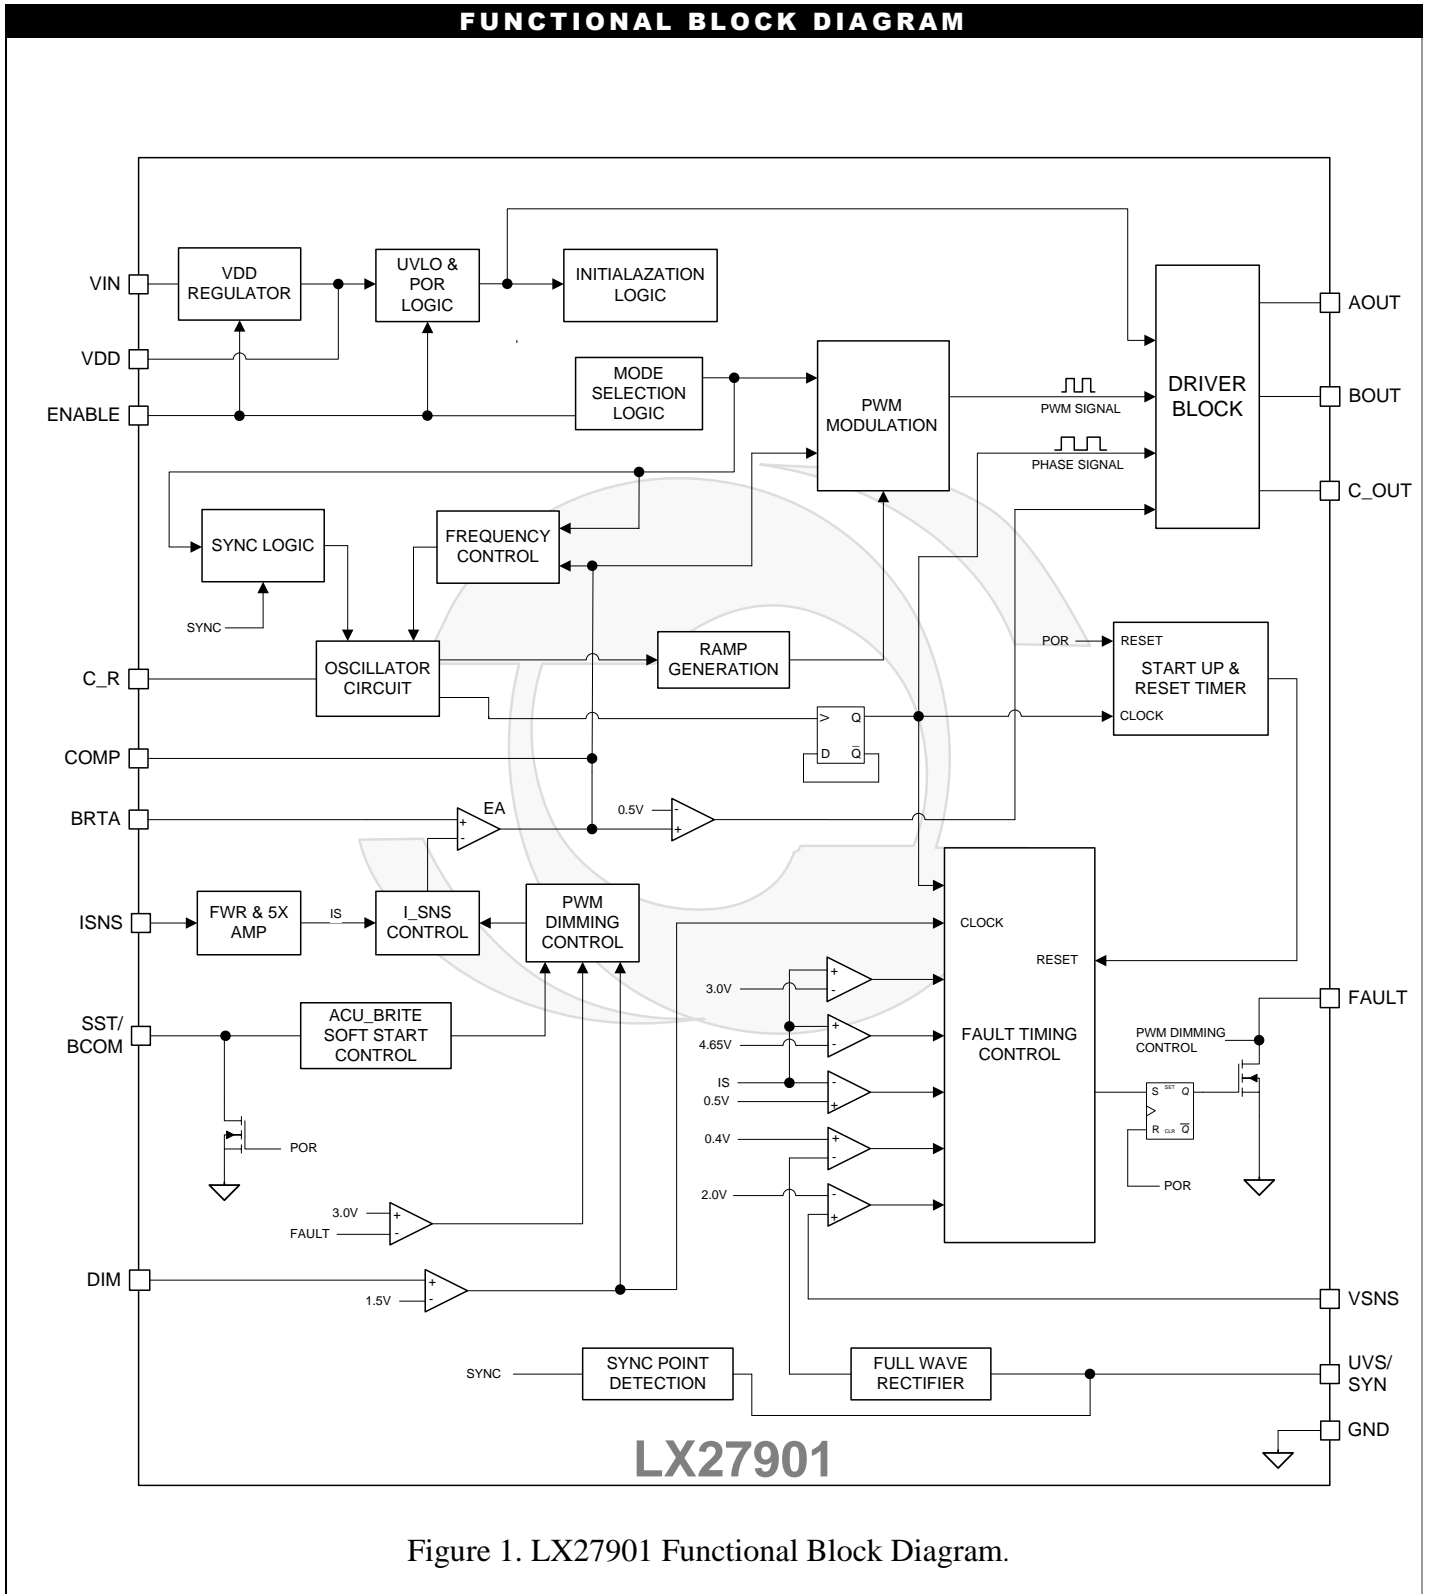 FUNCTIONAL BLOCK DIAGRAM
VIN
VDD
REGULATOR
UVLO &
POR
LOGIC
INITIALAZATION
LOGIC
VDD
ENABLE
MODE
SELECTION
LOGIC
PWM
MODULATION
PWM SIGNAL
PHASE SIGNAL
DRIVER
BLOCK
AOUT
BOUT
C_OUT
SYNC LOGIC
SYNC
FREQUENCY
CONTROL
C_R
OSCILLATOR
CIRCUIT
RAMP
GENERATION
> Q
D Q
POR
RESET
START UP &
RESET TIMER
CLOCK
COMP
BRTA
EA
+
-
0.5V
-
+
ISNS
FWR & 5X
AMP
IS
I_SNS
CONTROL
PWM
DIMMING
CONTROL
CLOCK
RESET
FAULT TIMING
CONTROL
3.0V
+
-
4.65V
+
-
IS
0.5V
-
+
0.4V
+
-
2.0V
-
+
SST/
BCOM
ACU_BRITE
SOFT START
CONTROL
POR
FAULT
PWM DIMMING
CONTROL
S SET Q
R CLR Q
POR
3.0V
FAULT
+
-
DIM
1.5V
+
-
VSNS
SYNC
SYNC POINT
DETECTION
FULL WAVE
RECTIFIER
UVS/
SYN
GND
LX27901
Figure 1. LX27901 Functional Block Diagram.